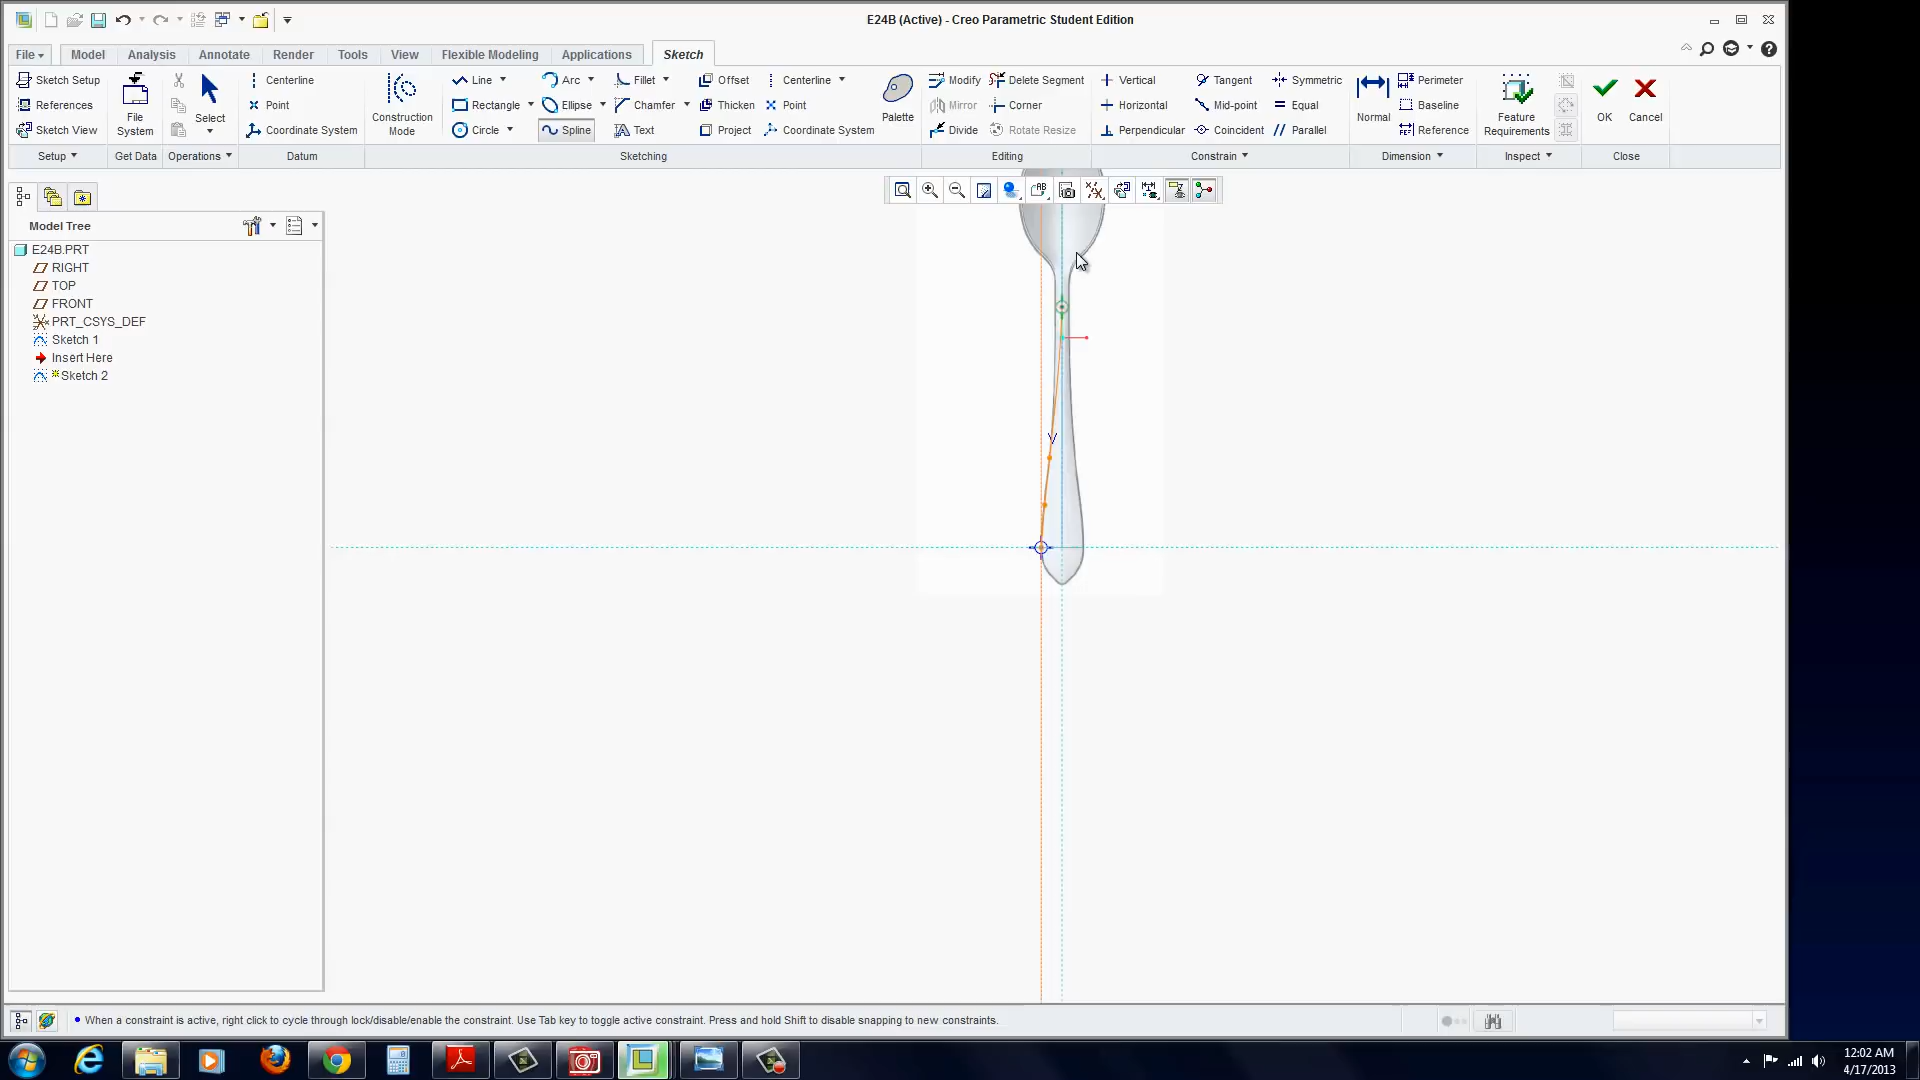 E24B (Active) - Creo Parametric Student Edition
File Model Analysis Annotate Render Tools View Flexible Modeling Applications Sketch
Sketch Setup Centerline Line Arc Fillet Offset Centerline Modify Delete Segment Vertical Tangent Symmetric Perimeter
References Point Rectangle Ellipse Chamfer Thicken Point Mirror Corner Horizontal Mid-point Equal Baseline
Sketch View Coordinate System Circle Spline Text Project Coordinate System Divide Rotate Resize Perpendicular Coincident Parallel Reference
File System Select Construction Mode Palette Normal Feature Requirements OK Cancel
Setup Get Data Operations Datum Sketching Editing Constrain Dimension Inspect Close
Model Tree
E24B.PRT
RIGHT
TOP
FRONT
PRT_CSYS_DEF
Sketch 1
Insert Here
Sketch 2
V
When a constraint is active, right click to cycle through lock/disable/enable the constraint. Use Tab key to toggle active constraint. Press and hold Shift to disable snapping to new constraints.
12:02 AM
4/17/2013